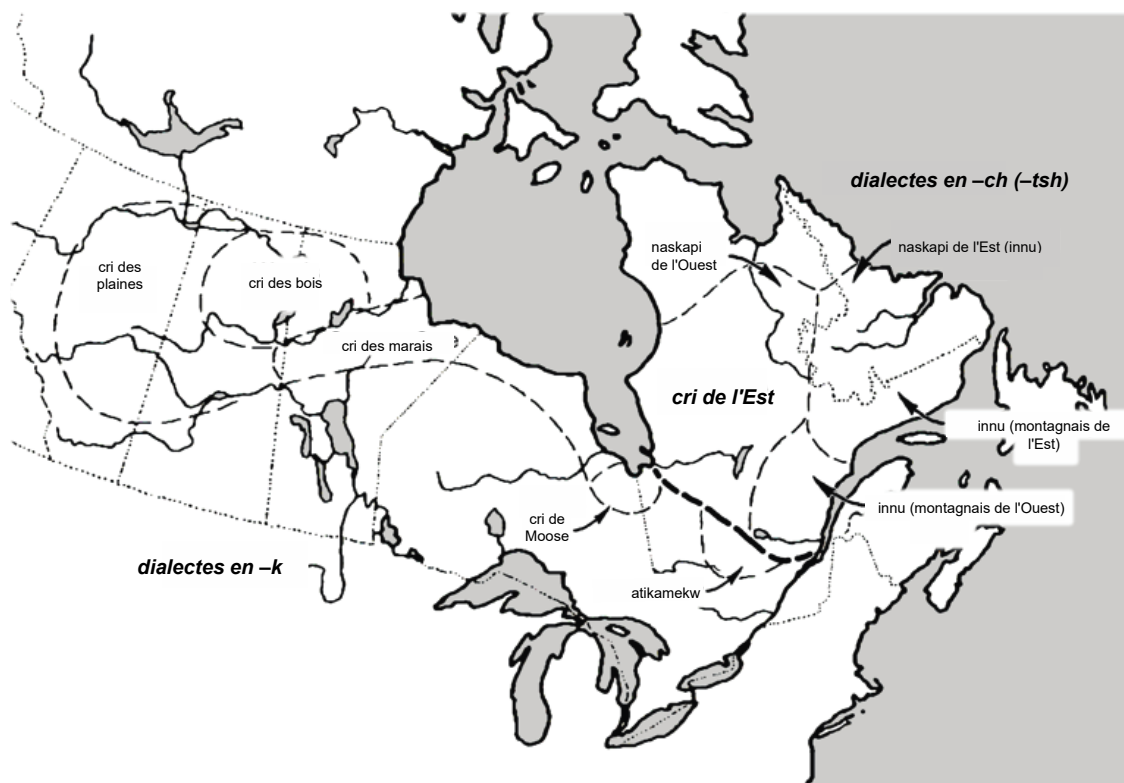 dialectes en –ch (–tsh)
naskapi
de l'Ouest
naskapi de l'Est (innu)
cri des
plaines
cri des bois
cri des marais
cri de l'Est
innu (montagnais de
l'Est)
innu (montagnais de l'Ouest)
cri de
Moose
dialectes en –k
atikamekw